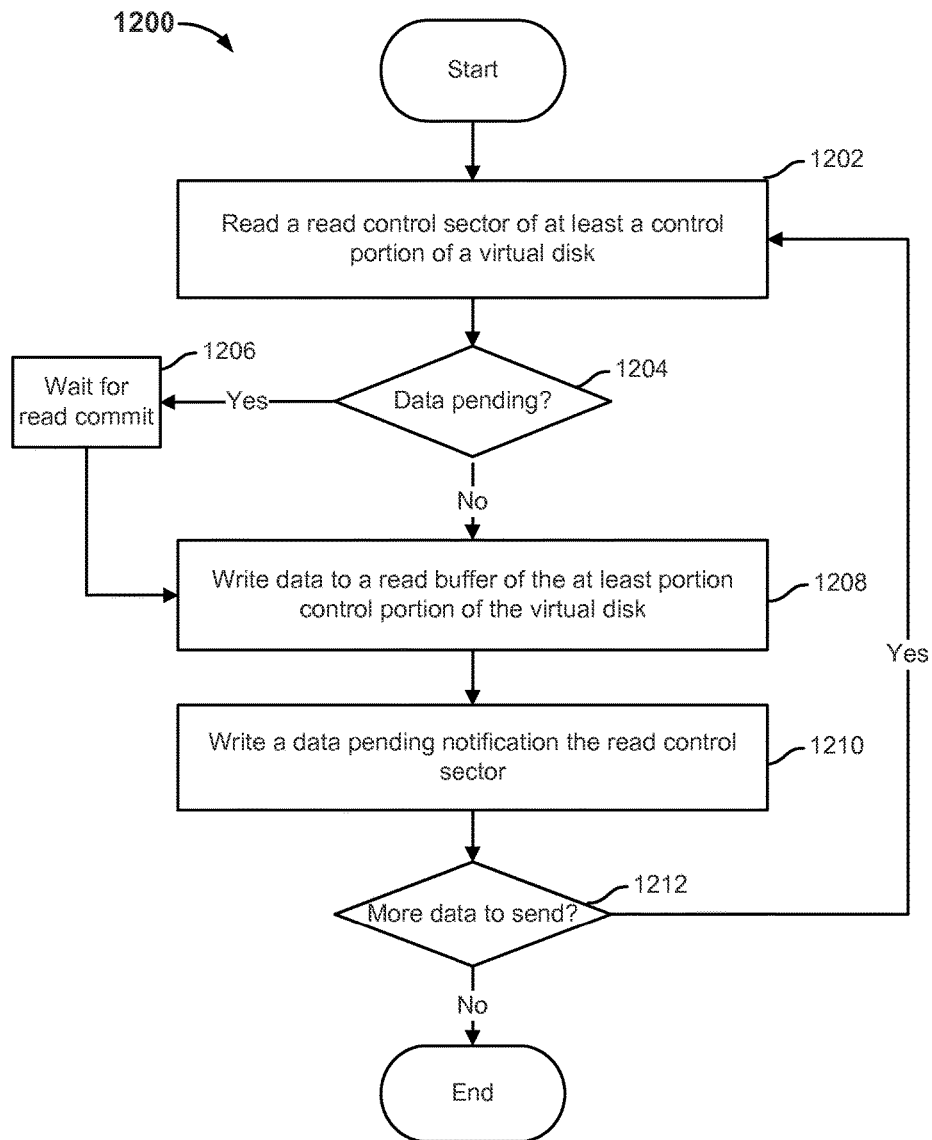 1200
Start
1202
Read a read control sector of at least a control
portion of a virtual disk
1206
Wait for
read commit
Yes
1204
Data pending?
No
Write data to a read buffer of the at least portion
control portion of the virtual disk
1208
Yes
Write a data pending notification the read control
sector
1210
1212
More data to send?
No
End